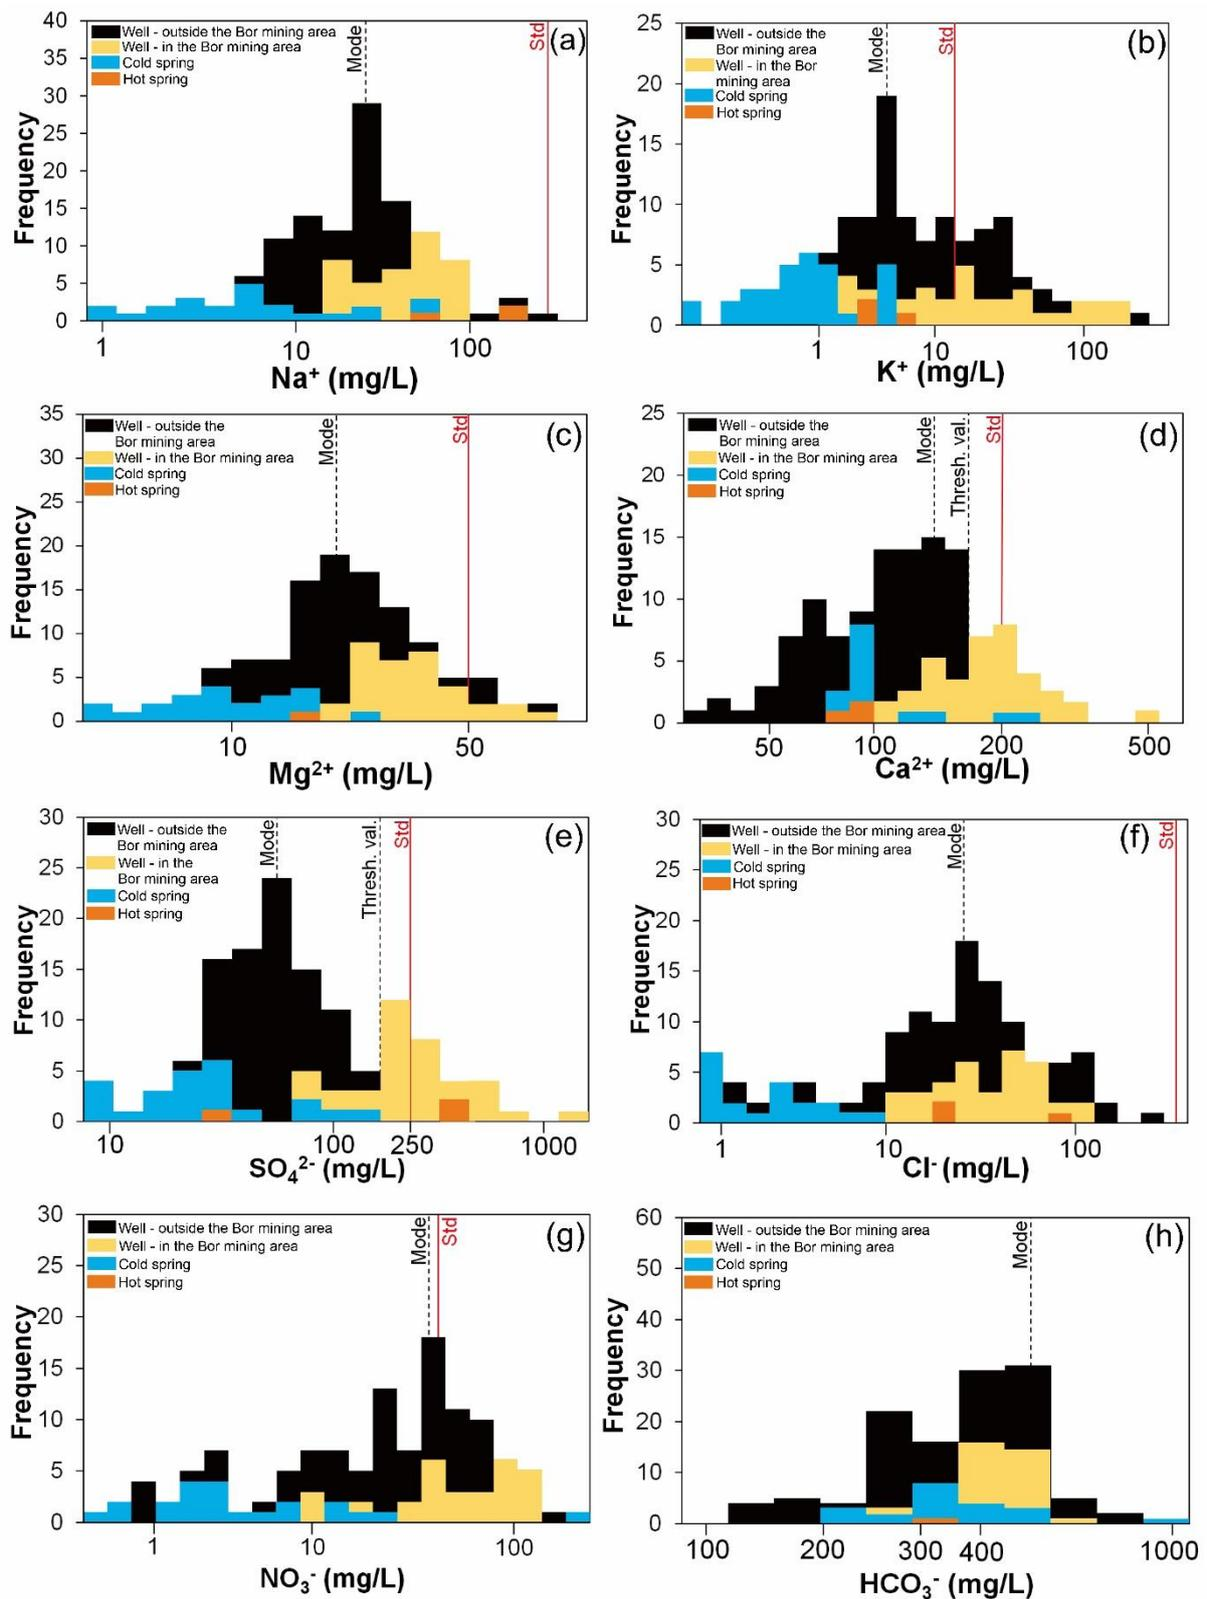 (a)
Well - outside the Bor mining area
Well - in the Bor mining area
Cold spring
Hot spring
Mode
Std
Frequency
40
35
30
25
20
15
10
5
0
1
10
100
Na⁺ (mg/L)
(b)
Well - outside the
Bor mining area
Well - in the Bor
mining area
Cold spring
Hot spring
Mode
Std
Frequency
25
20
15
10
5
0
1
10
100
K⁺ (mg/L)
(c)
Well - outside the
Bor mining area
Well - in the Bor mining area
Cold spring
Hot spring
Mode
Std
Frequency
35
30
25
20
15
10
5
0
10
50
Mg²⁺ (mg/L)
(d)
Well - outside the
Bor mining area
Well - in the Bor mining area
Cold spring
Hot spring
Mode
Thresh. val.
Std
Frequency
25
20
15
10
5
0
50
100
200
500
Ca²⁺ (mg/L)
(e)
Well - outside the
Bor mining area
Well - in the
Bor mining area
Cold spring
Hot spring
Mode
Thresh. val.
Std
Frequency
30
25
20
15
10
5
0
10
100
250
1000
SO₄²⁻ (mg/L)
(f)
Well - outside the Bor mining area
Well - in the Bor mining area
Cold spring
Hot spring
Mode
Std
Frequency
30
25
20
15
10
5
0
1
10
100
Cl⁻ (mg/L)
(g)
Well - outside the Bor mining area
Well - in the Bor mining area
Cold spring
Hot spring
Mode
Std
Frequency
30
25
20
15
10
5
0
1
10
100
NO₃⁻ (mg/L)
(h)
Well - outside the Bor mining area
Well - in the Bor mining area
Cold spring
Hot spring
Mode
Frequency
60
50
40
30
20
10
0
100
200
300
400
1000
HCO₃⁻ (mg/L)